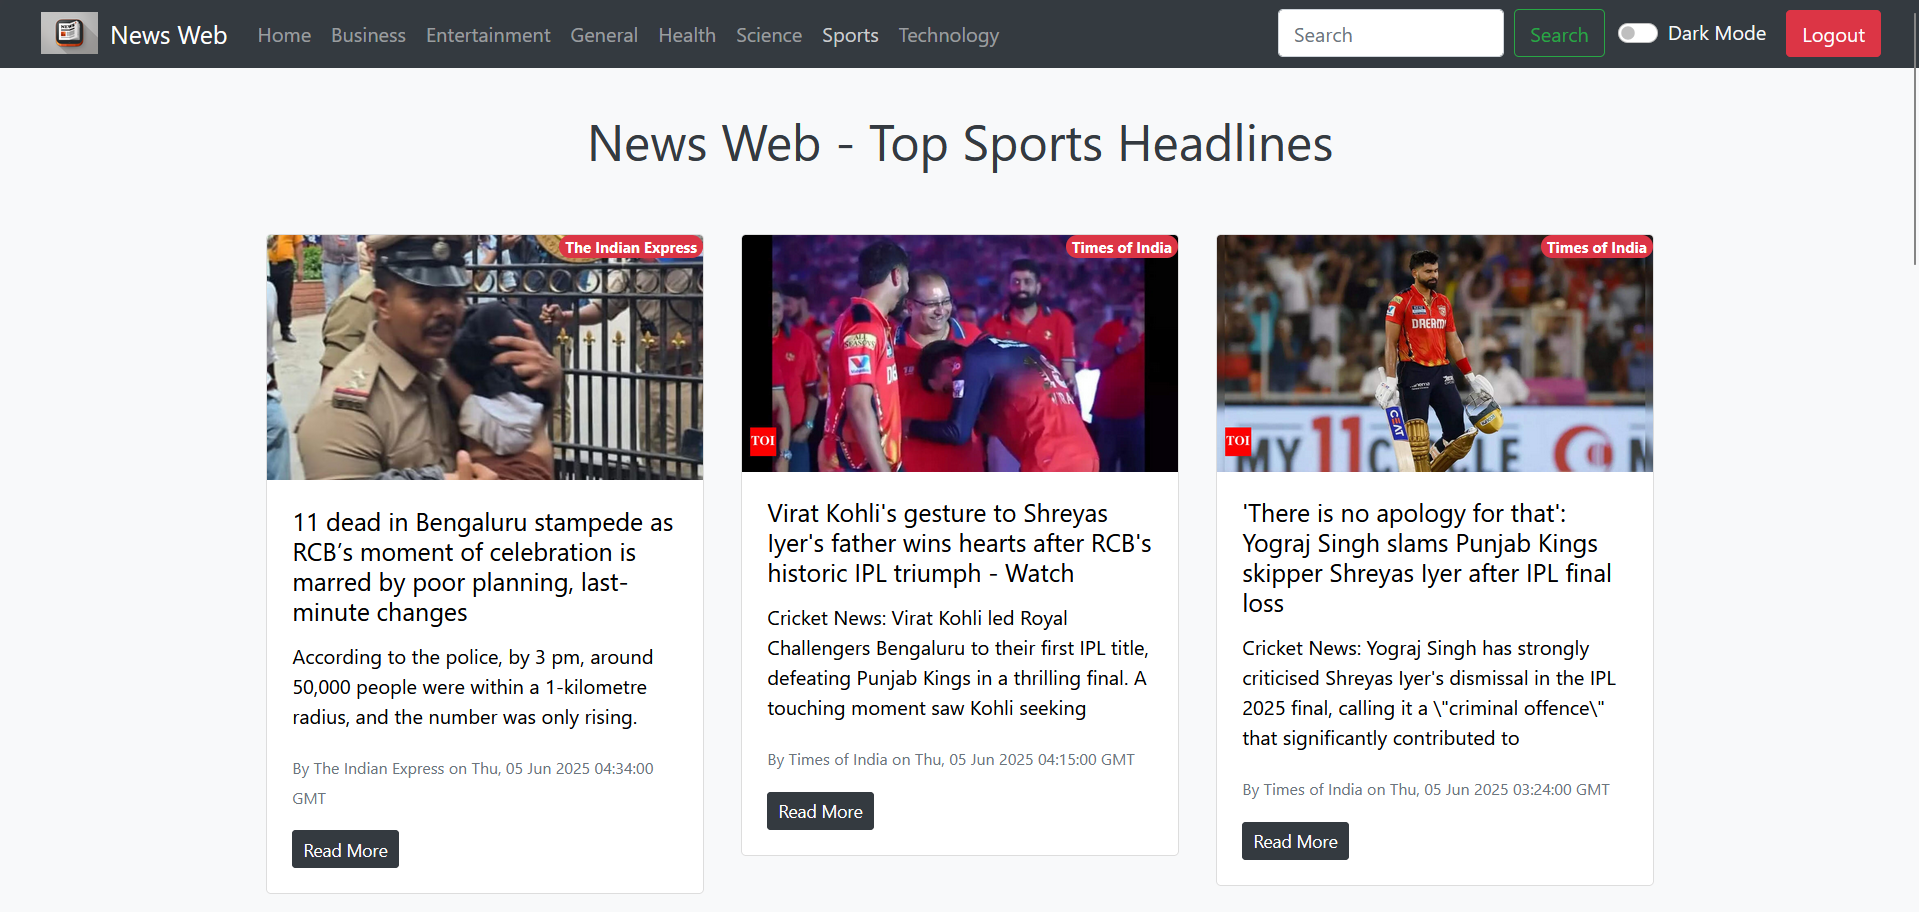 News Web
Home Business Entertainment General Health Science Sports Technology
Search
Search
Dark Mode
Logout
News Web - Top Sports Headlines
The Indian Express
11 dead in Bengaluru stampede as
RCB’s moment of celebration is
marred by poor planning, last-
minute changes
According to the police, by 3 pm, around
50,000 people were within a 1-kilometre
radius, and the number was only rising.
By The Indian Express on Thu, 05 Jun 2025 04:34:00
GMT
Read More
Times of India
TOI
Virat Kohli's gesture to Shreyas
Iyer's father wins hearts after RCB's
historic IPL triumph - Watch
Cricket News: Virat Kohli led Royal
Challengers Bengaluru to their first IPL title,
defeating Punjab Kings in a thrilling final. A
touching moment saw Kohli seeking
By Times of India on Thu, 05 Jun 2025 04:15:00 GMT
Read More
Times of India
DREAM
CEAT
TOI
MY 11 CIRCLE
'There is no apology for that':
Yograj Singh slams Punjab Kings
skipper Shreyas Iyer after IPL final
loss
Cricket News: Yograj Singh has strongly
criticised Shreyas Iyer's dismissal in the IPL
2025 final, calling it a \"criminal offence\"
that significantly contributed to
By Times of India on Thu, 05 Jun 2025 03:24:00 GMT
Read More